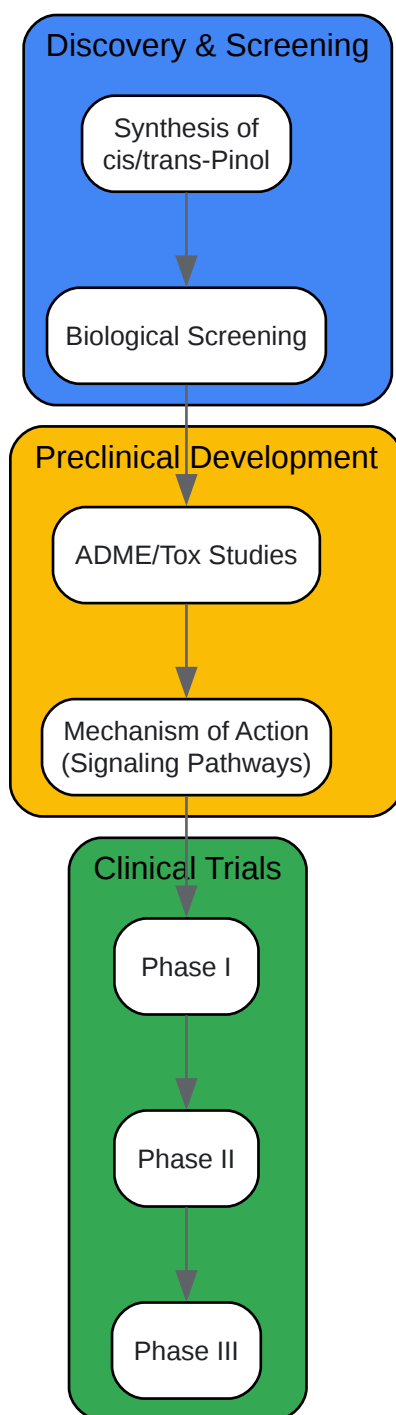 Discovery & Screening
Synthesis of
cis/trans-Pinol
Biological Screening
Preclinical Development
ADME/Tox Studies
Mechanism of Action
(Signaling Pathways)
Clinical Trials
Phase I
Phase II
Phase III